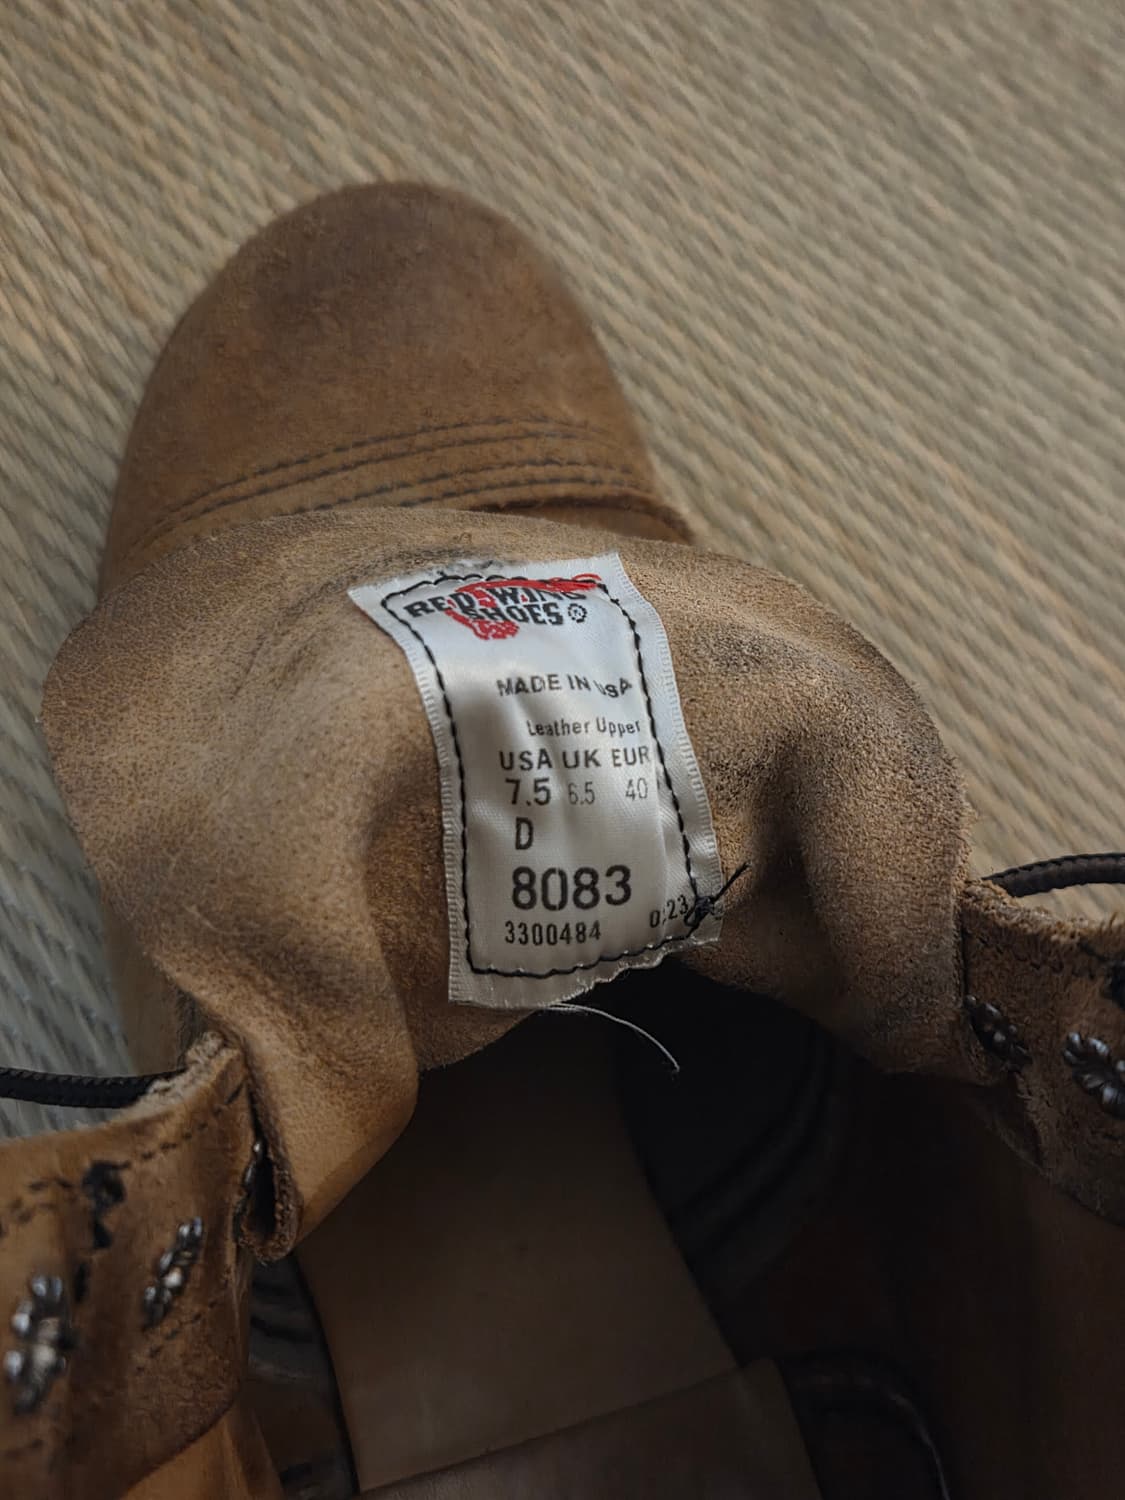 RED WING
SHOES®
MADE IN USA
Leather Upper
USA UK EUR
7.5 6.5 40
D
8083
3300484